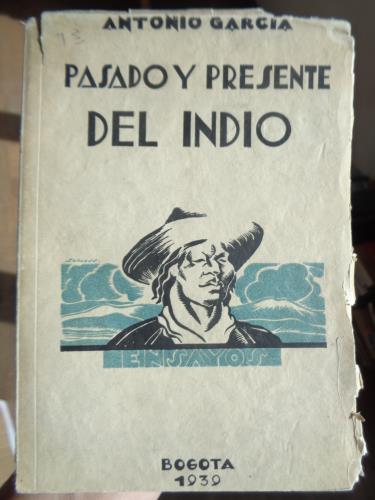 ANTONIO GARCIA
PASADO Y PRESENTE
DEL INDIO
ENSAYOS
BOGOTA
1939